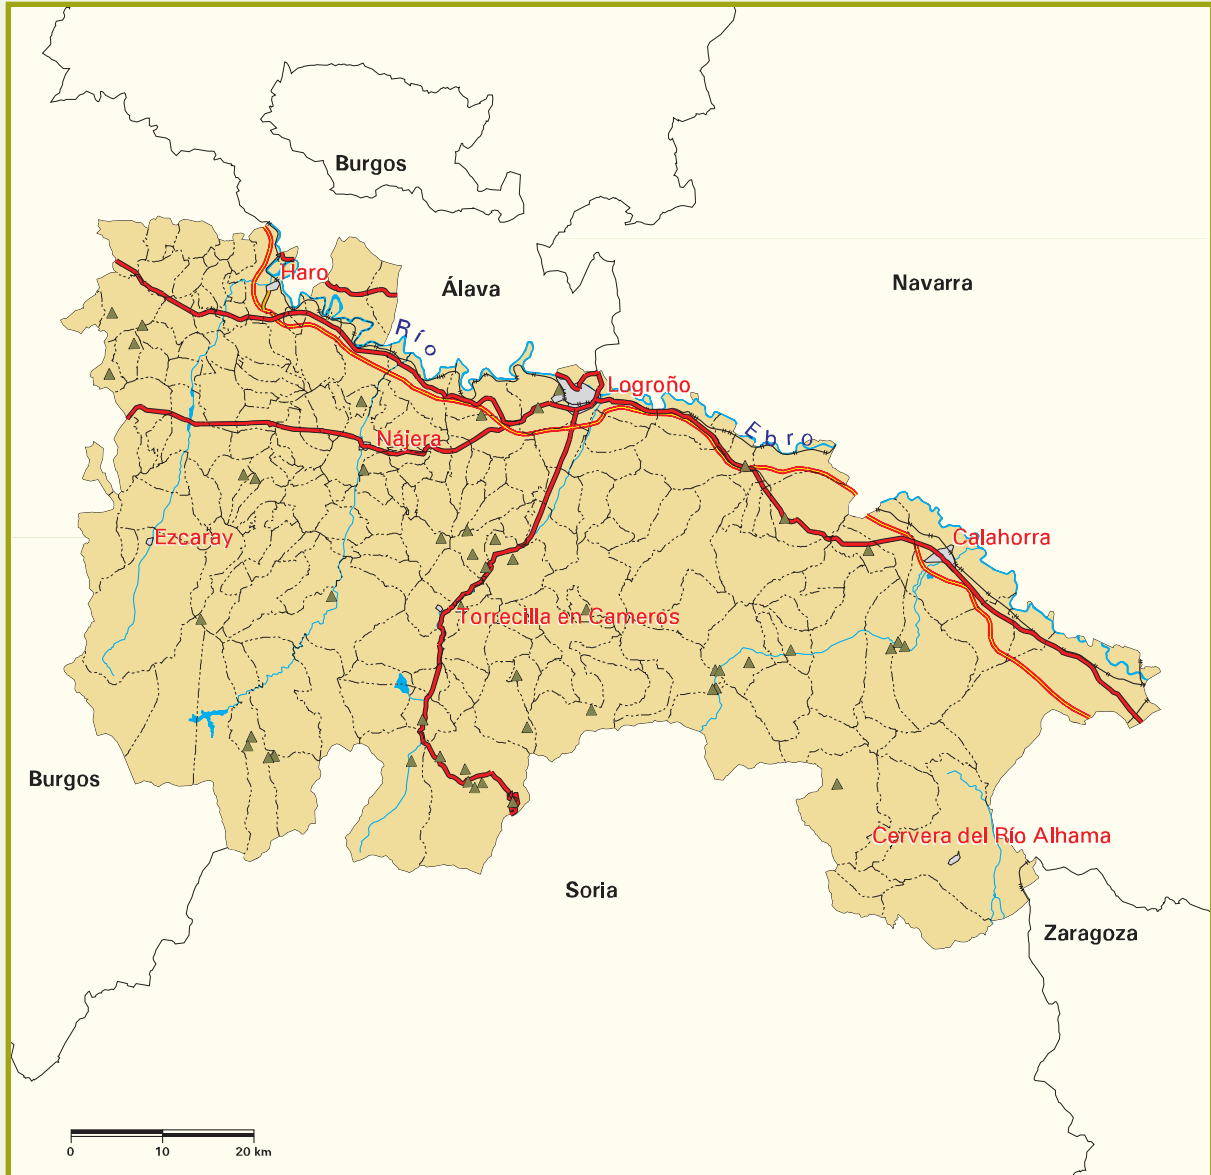 Burgos
Haro
Álava
Navarra
Río
Logroño
Nájera
Ebro
Ezcaray
Calahorra
Torrecilla en Cameros
Burgos
Cervera del Río Alhama
Soria
Zaragoza
0 10 20 km